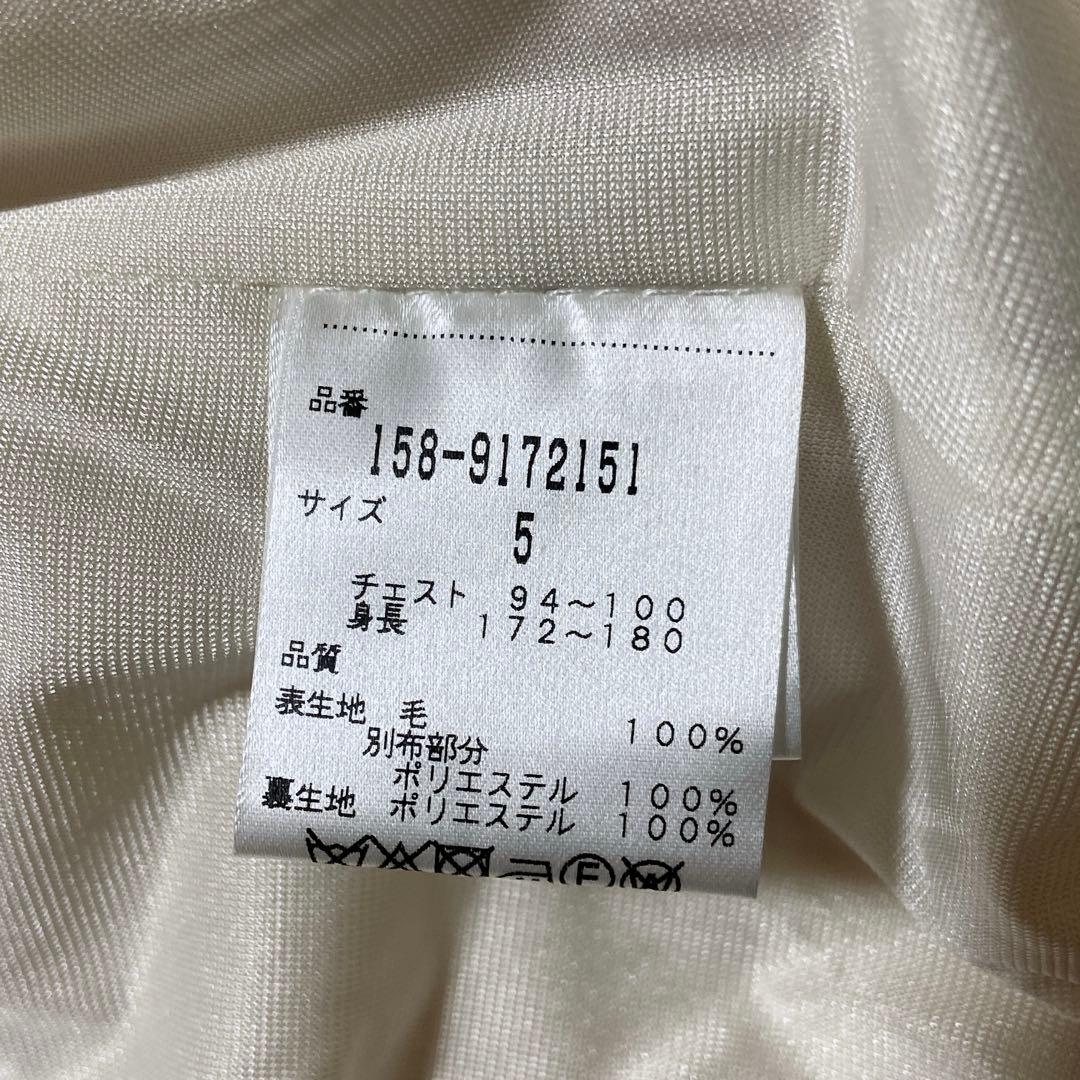 品番
158-9172151
サイズ
5
チェスト 94～100
身長 172～180
品質
表生地 毛 100%
別布部分
ポリエステル 100%
裏生地 ポリエステル 100%
F
W